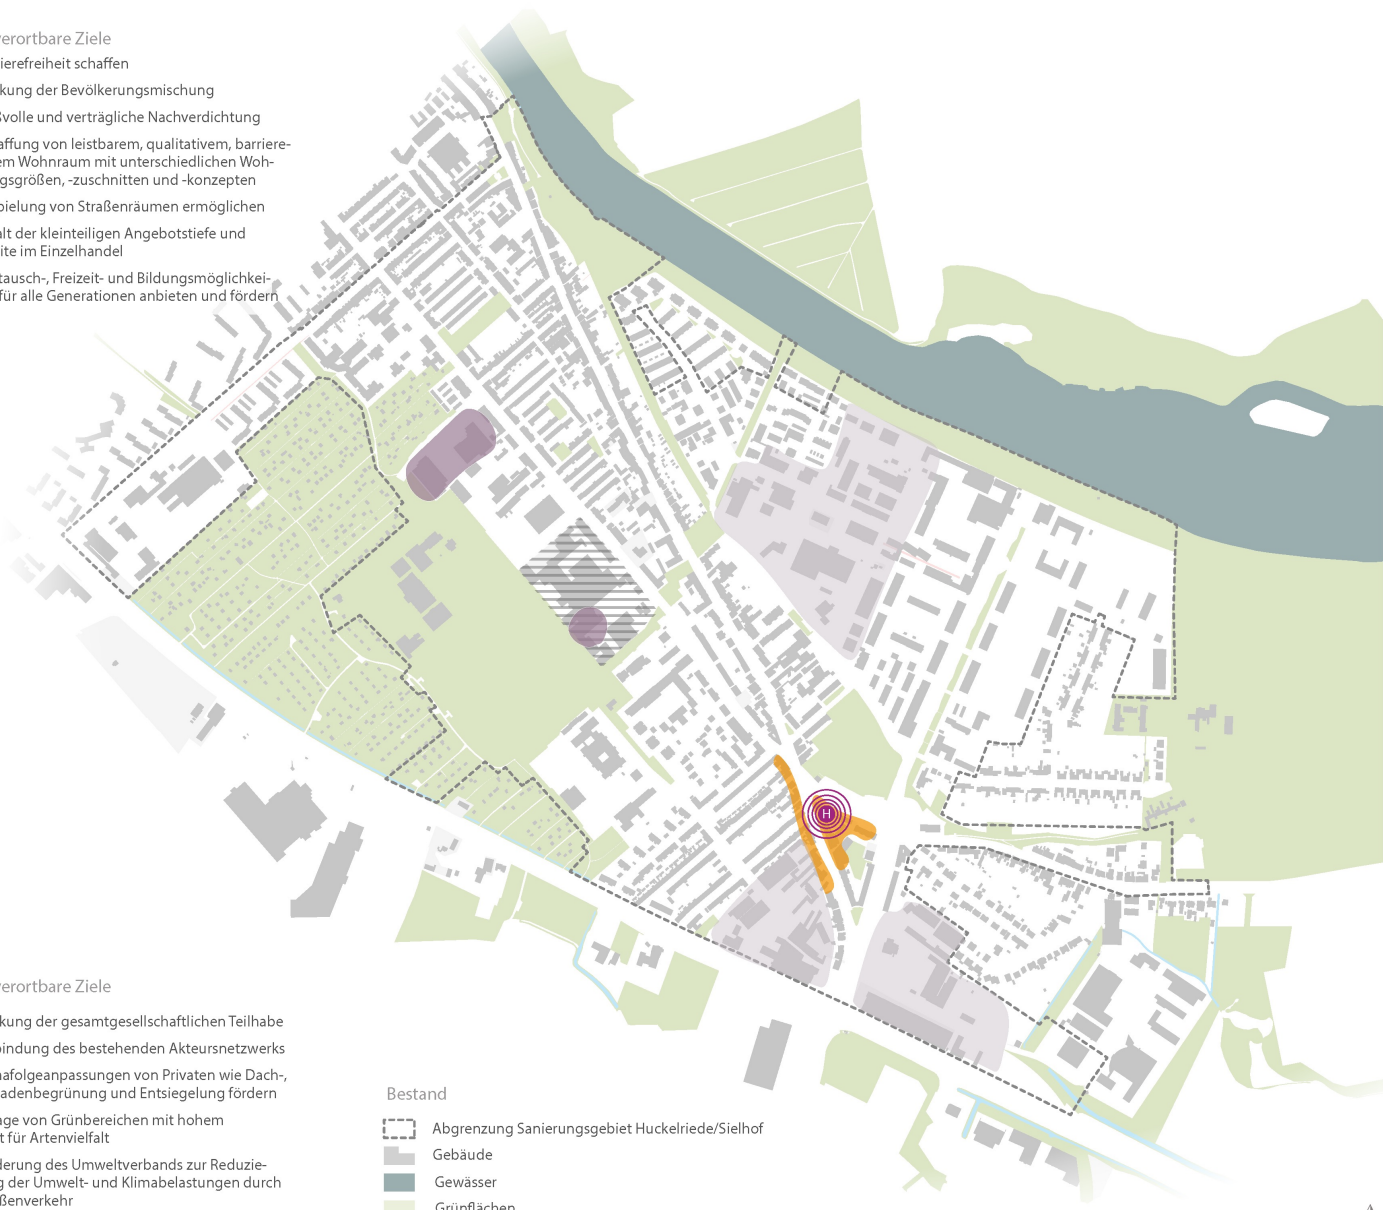 erortbare Ziele
ierefreiheit schaffen
kung der Bevölkerungsmischung
ßvolle und verträgliche Nachverdichtung
affung von leistbarem, qualitativem, barriere-
em Wohnraum mit unterschiedlichen Woh-
gsgrößen, -zuschnitten und -konzepten
pielung von Straßenräumen ermöglichen
alt der kleinteiligen Angebotstiefe und
ite im Einzelhandel
tausch-, Freizeit- und Bildungsmöglichkei-
für alle Generationen anbieten und fördern
H
erortbare Ziele
kung der gesamtgesellschaftlichen Teilhabe
bindung des bestehenden Akteursnetzwerks
nafolgeanpassungen von Privaten wie Dach-,
adenbegrünung und Entsiegelung fördern
age von Grünbereichen mit hohem
t für Artenvielfalt
derung des Umweltverbands zur Reduzie-
g der Umwelt- und Klimabelastungen durch
ßenverkehr
Bestand
Abgrenzung Sanierungsgebiet Huckelriede/Sielhof
Gebäude
Gewässer
Grünflächen